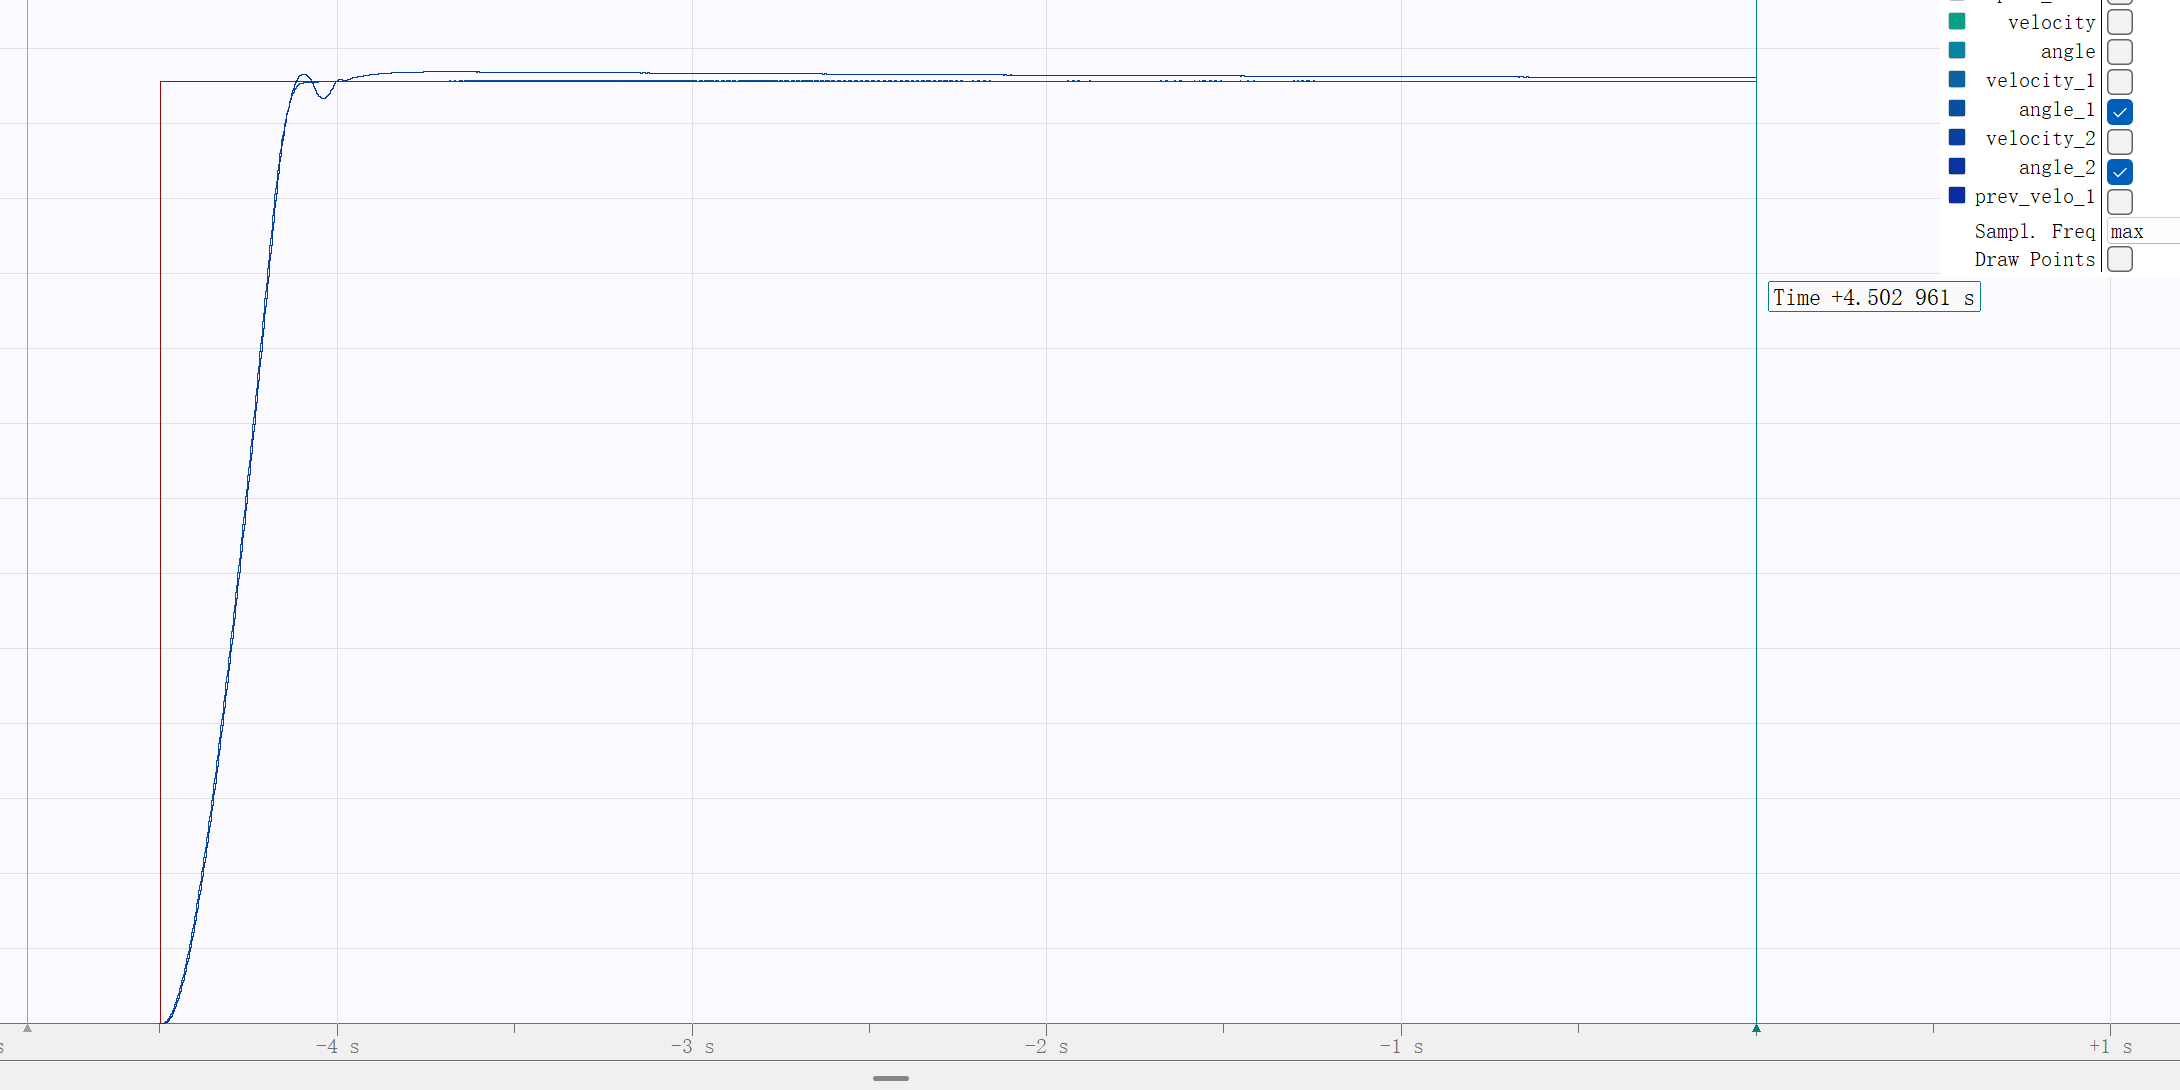 velocity
angle
velocity_1
angle_1
velocity_2
angle_2
prev_velo_1
Sampl. Freq max
Draw Points
Time +4.502 961 s
s -4 s -3 s -2 s -1 s +1 s